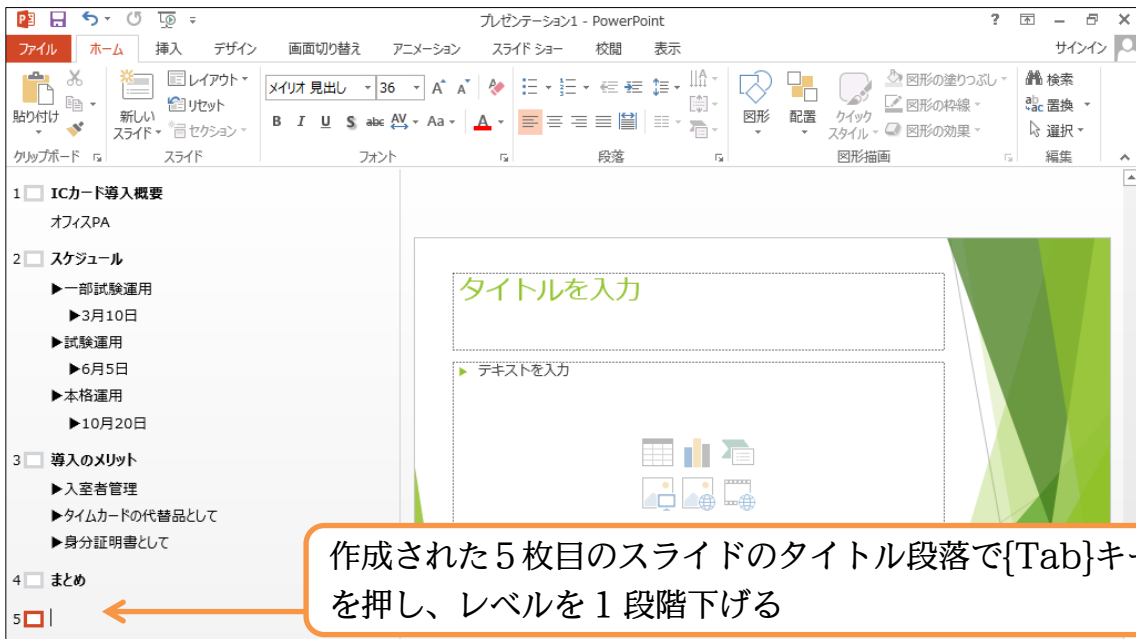 プレゼンテーション1 - PowerPoint
ファイル ホーム 挿入 デザイン 画面切り替え アニメーション スライド ショー 校閲 表示 サインイン
貼り付け 新しいスライド レイアウト リセット セクション
メイリオ 見出し 36
B I U S abc AV Aa A
図形 配置 クイックスタイル 図形の塗りつぶし 図形の枠線 図形の効果
検索 置換 選択
クリップボード スライド フォント 段落 図形描画 編集
1 ICカード導入概要
オフィスPA
2 スケジュール
▶一部試験運用
▶3月10日
▶試験運用
▶6月5日
▶本格運用
▶10月20日
3 導入のメリット
▶入室者管理
▶タイムカードの代替品として
▶身分証明書として
4 まとめ
5
タイトルを入力
▶ テキストを入力
作成された５枚目のスライドのタイトル段落で{Tab}キー
を押し、レベルを１段階下げる